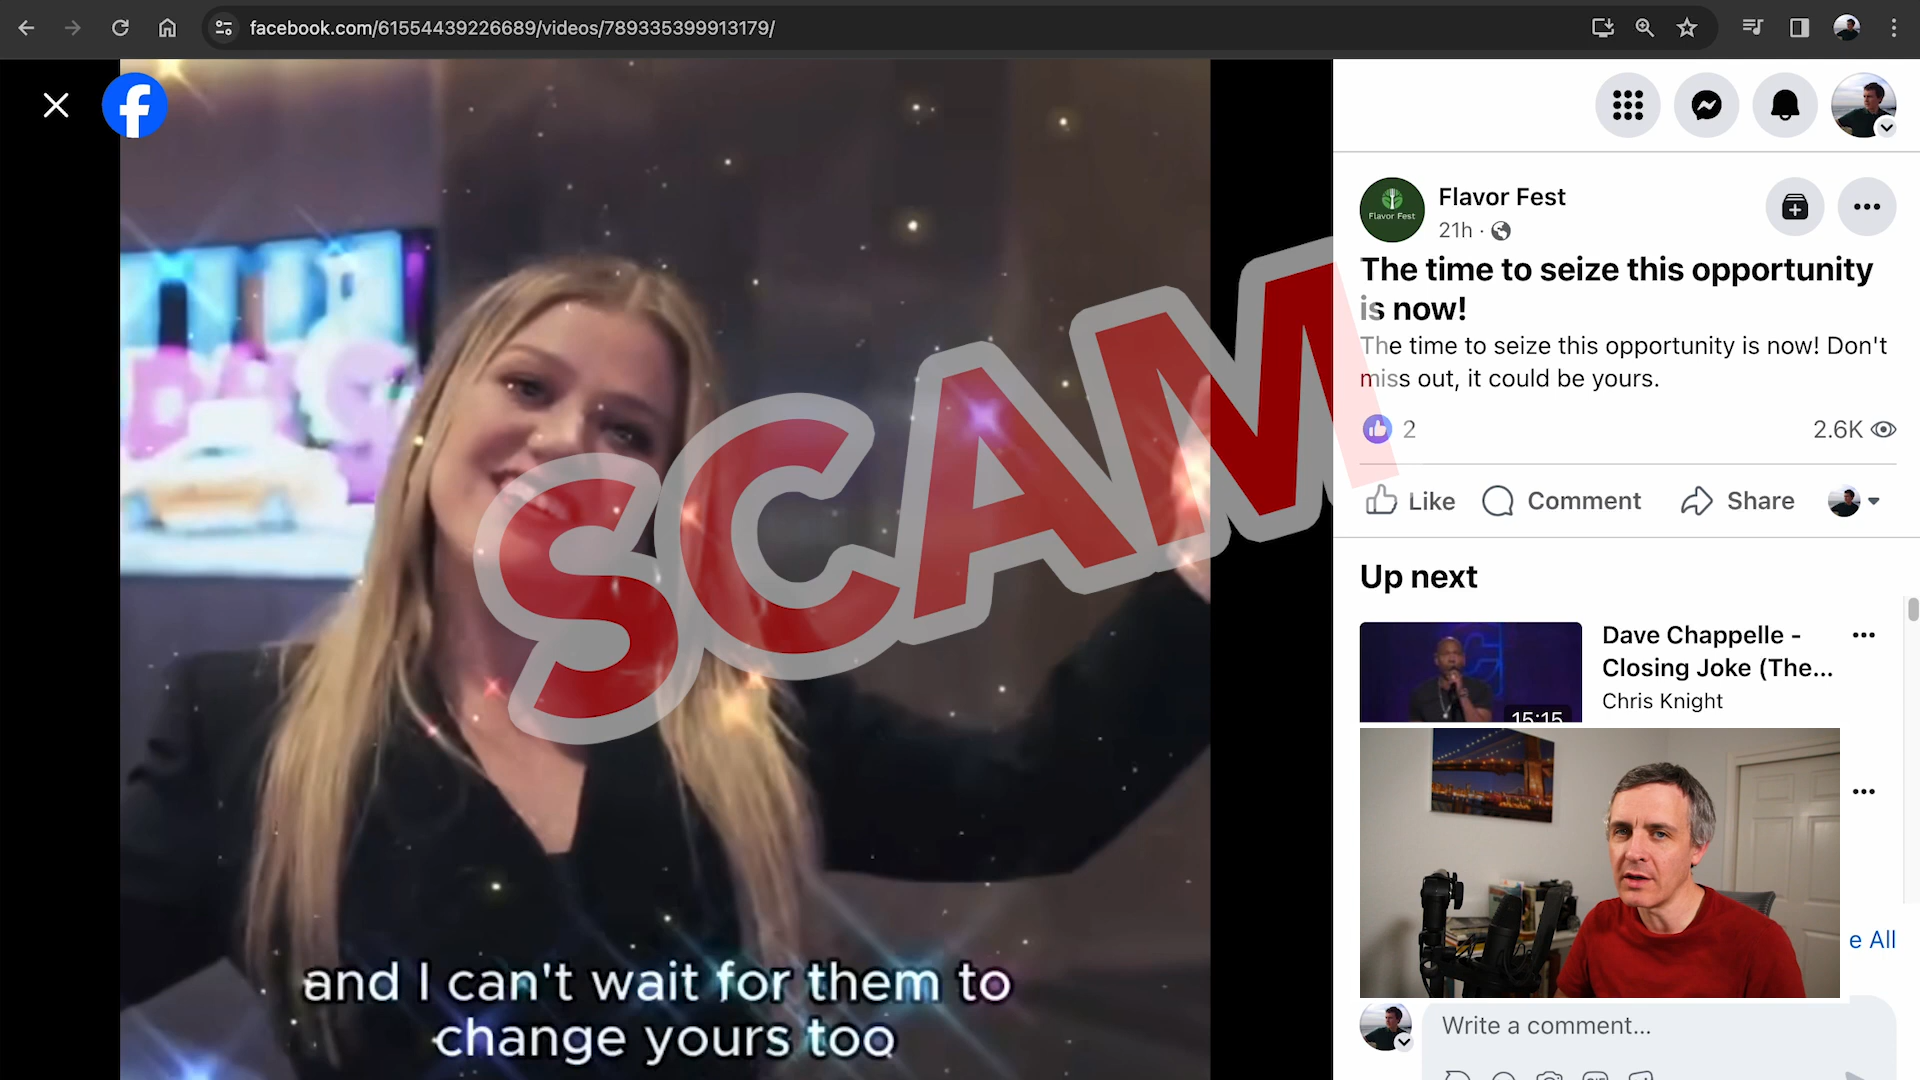 facebook.com/61554439226689/videos/789335399913179/
Flavor Fest
Flavor Fest
21h ·
The time to seize this opportunity
is now!
The time to seize this opportunity is now! Don't
miss out, it could be yours.
2
2.6K
Like
Comment
Share
SCAM
Up next
Dave Chappelle -
Closing Joke (The...
Chris Knight
15:15
e All
Write a comment...
and I can't wait for them to
change yours too